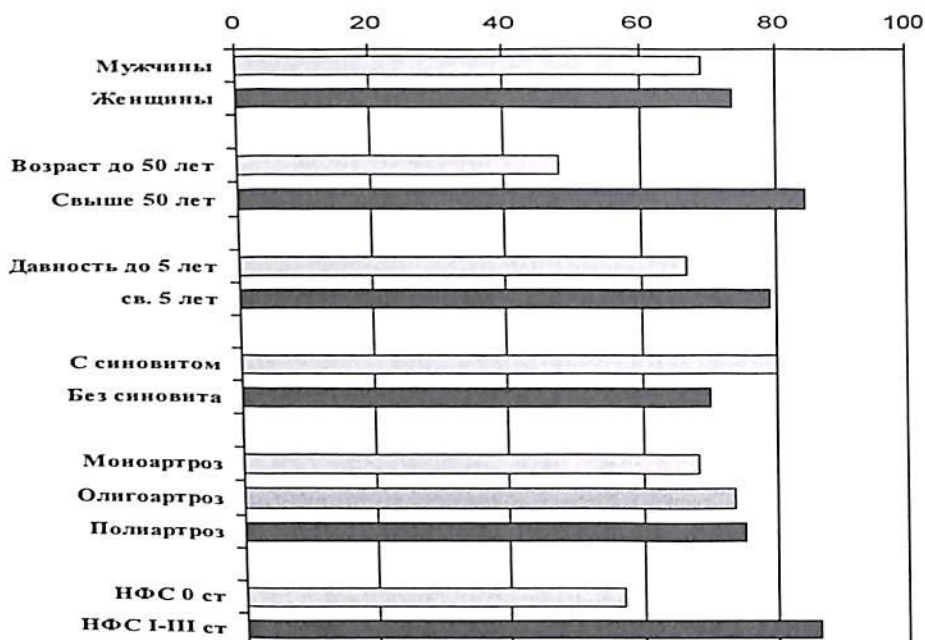 0 20 40 60 80 100
Мужчины
Женщины
Возраст до 50 лет
Свыше 50 лет
Давность до 5 лет
св. 5 лет
С синовитом
Без синовита
Моноартроз
Олигоартроз
Полиартроз
НФС 0 ст
НФС I-III ст